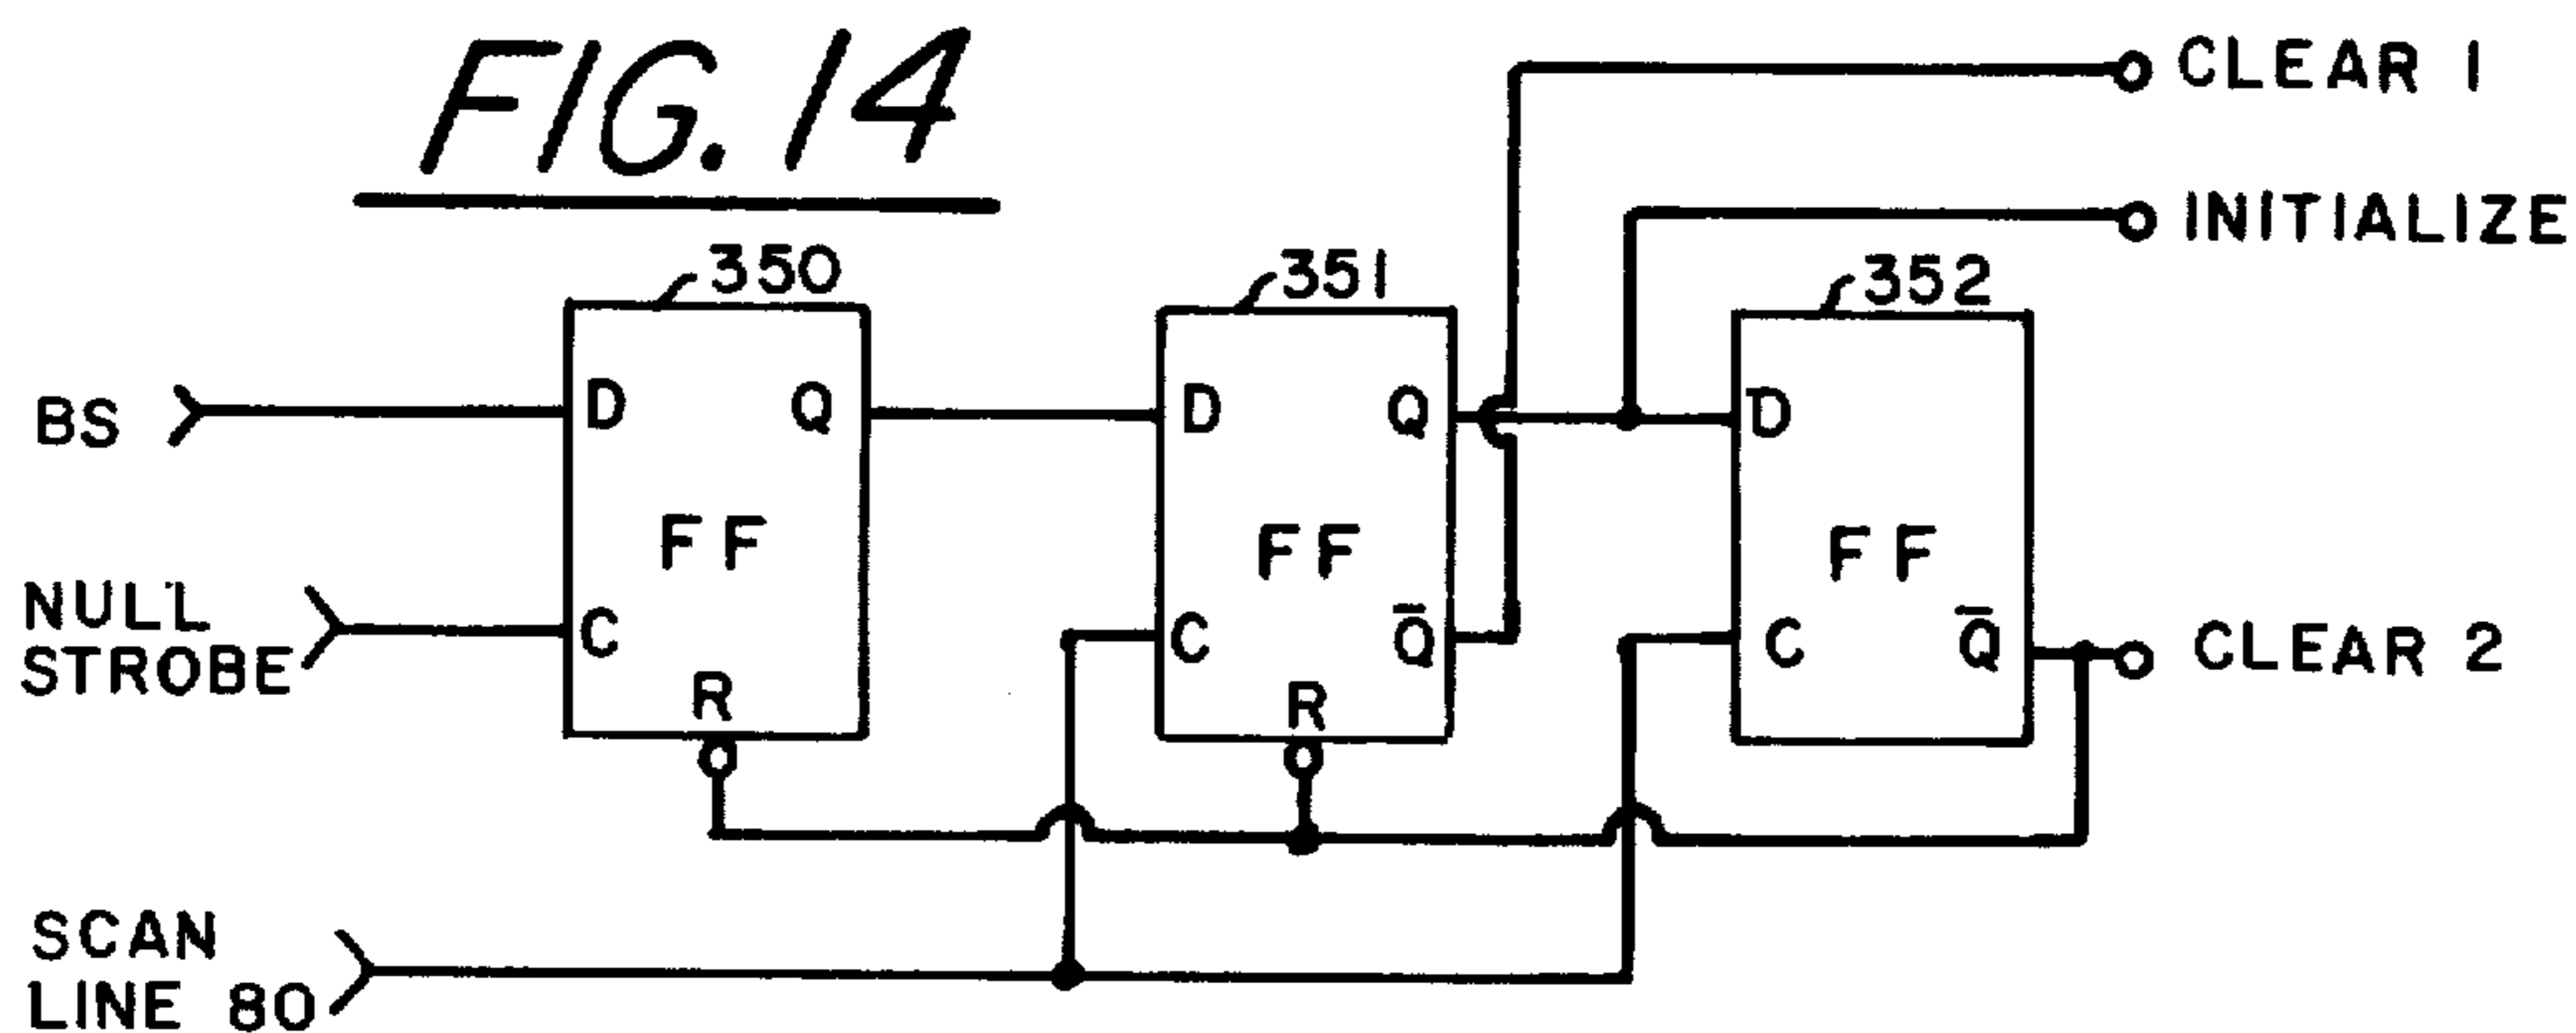 FIG. 14
CLEAR 1
INITIALIZE
350
351
352
BS
D
Q
D
Q
D
FF
FF
FF
NULL
STROBE
C
R
C
R
Q̅
C
Q̅
CLEAR 2
SCAN
LINE 80